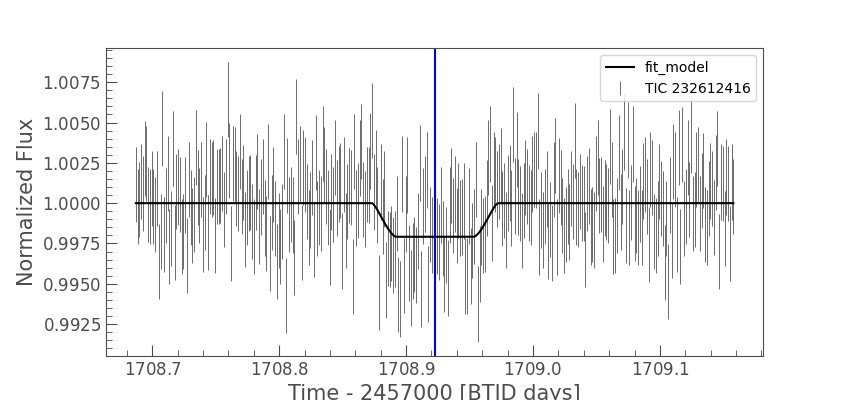 fit_model
TIC 232612416
1.0075
1.0050
1.0025
1.0000
0.9975
0.9950
0.9925
Normalized Flux
1708.7 1708.8 1708.9 1709.0 1709.1
Time - 2457000 [BTJD days]